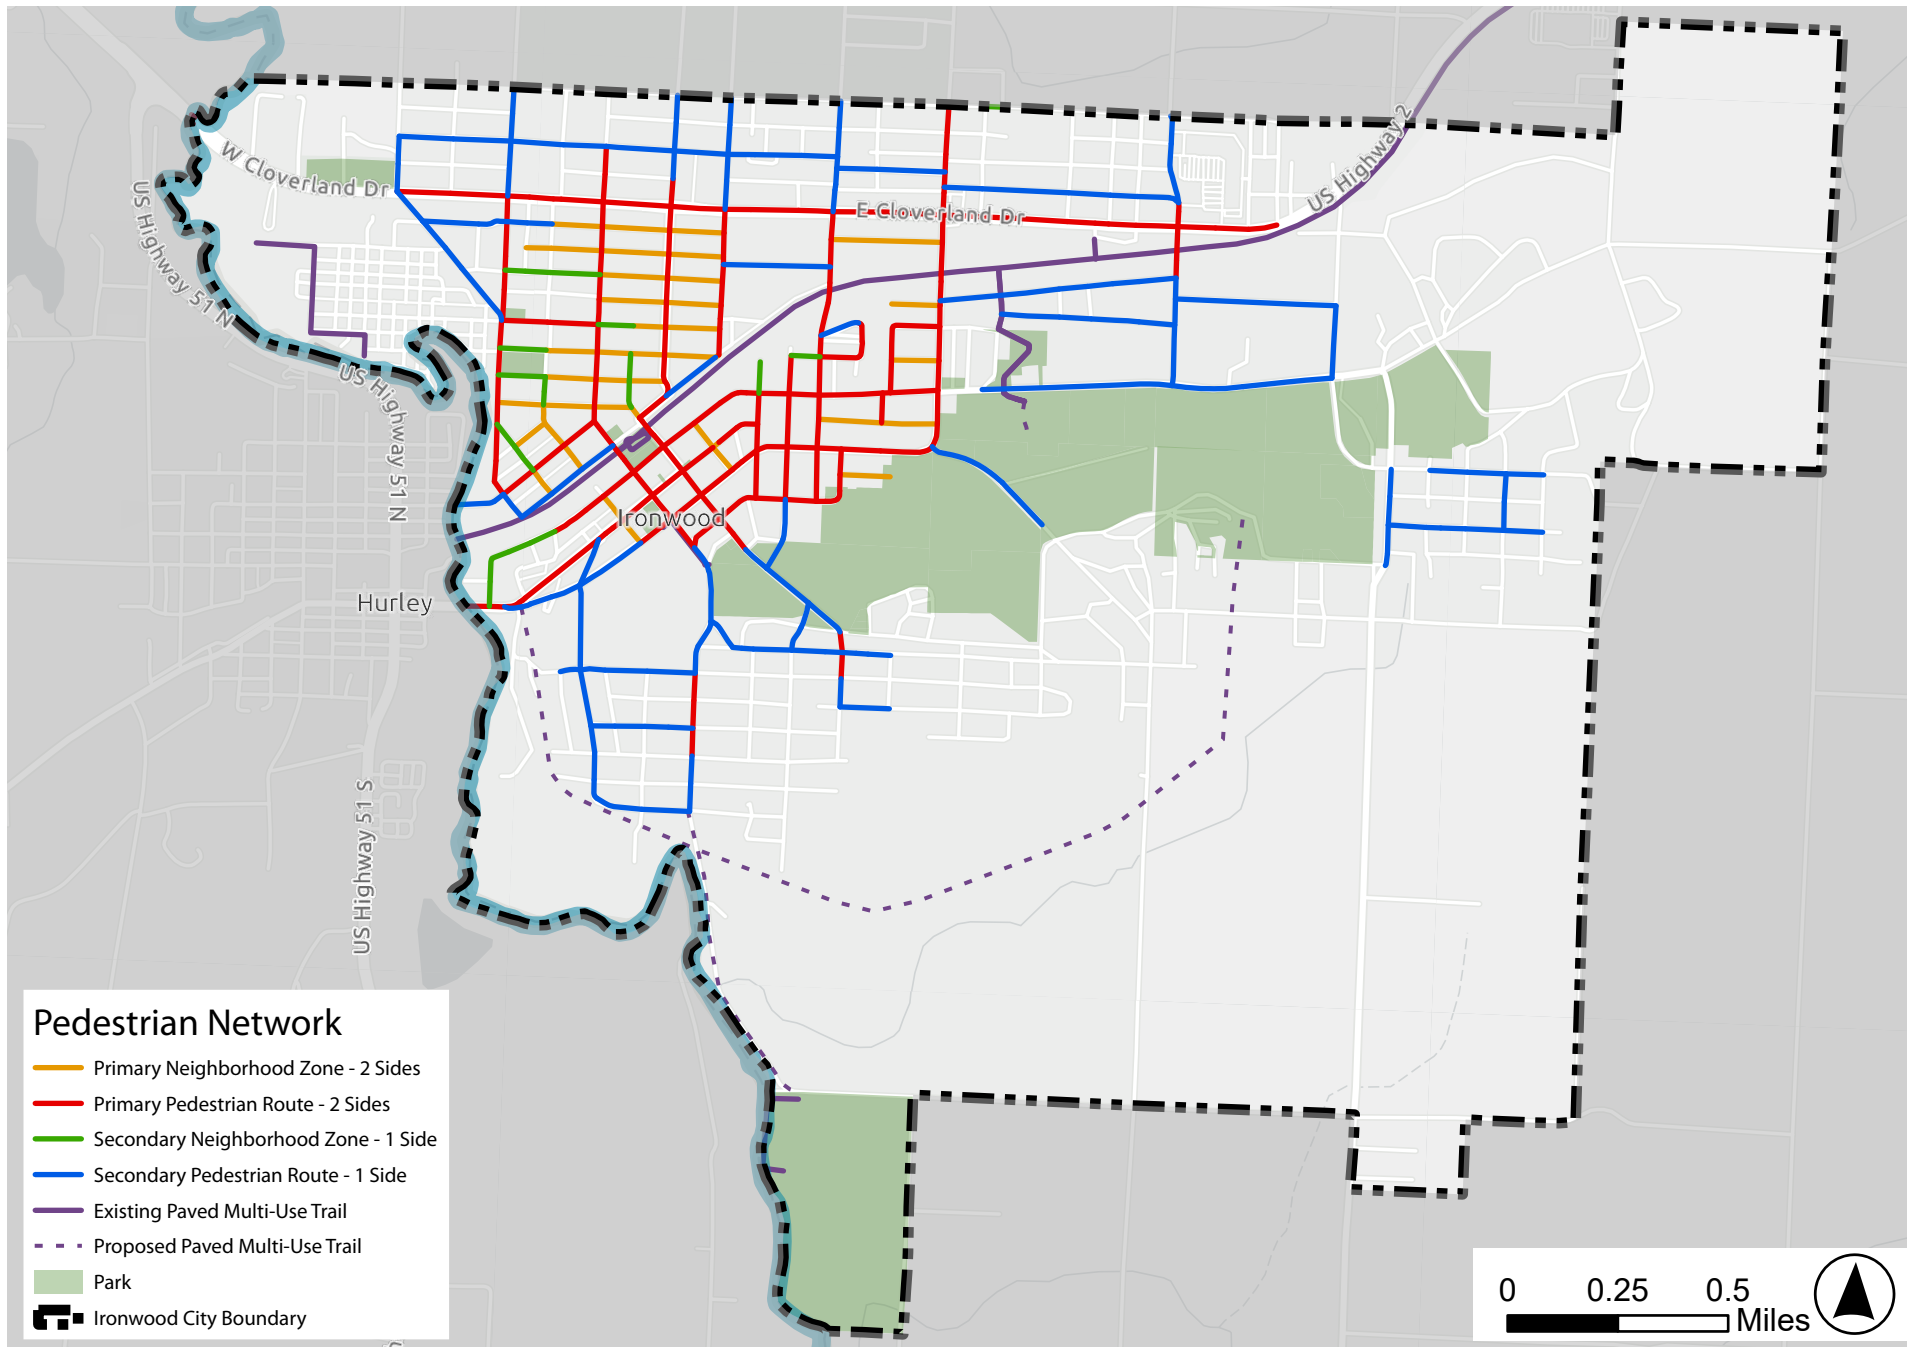 US Highway 2
W Cloverland Dr
E Cloverland Dr
US Highway 51 N
US Highway 51 N
Ironwood
Hurley
US Highway 51 S
Pedestrian Network
Primary Neighborhood Zone - 2 Sides
Primary Pedestrian Route - 2 Sides
Secondary Neighborhood Zone - 1 Side
Secondary Pedestrian Route - 1 Side
Existing Paved Multi-Use Trail
Proposed Paved Multi-Use Trail
Park
Ironwood City Boundary
0 0.25 0.5
Miles